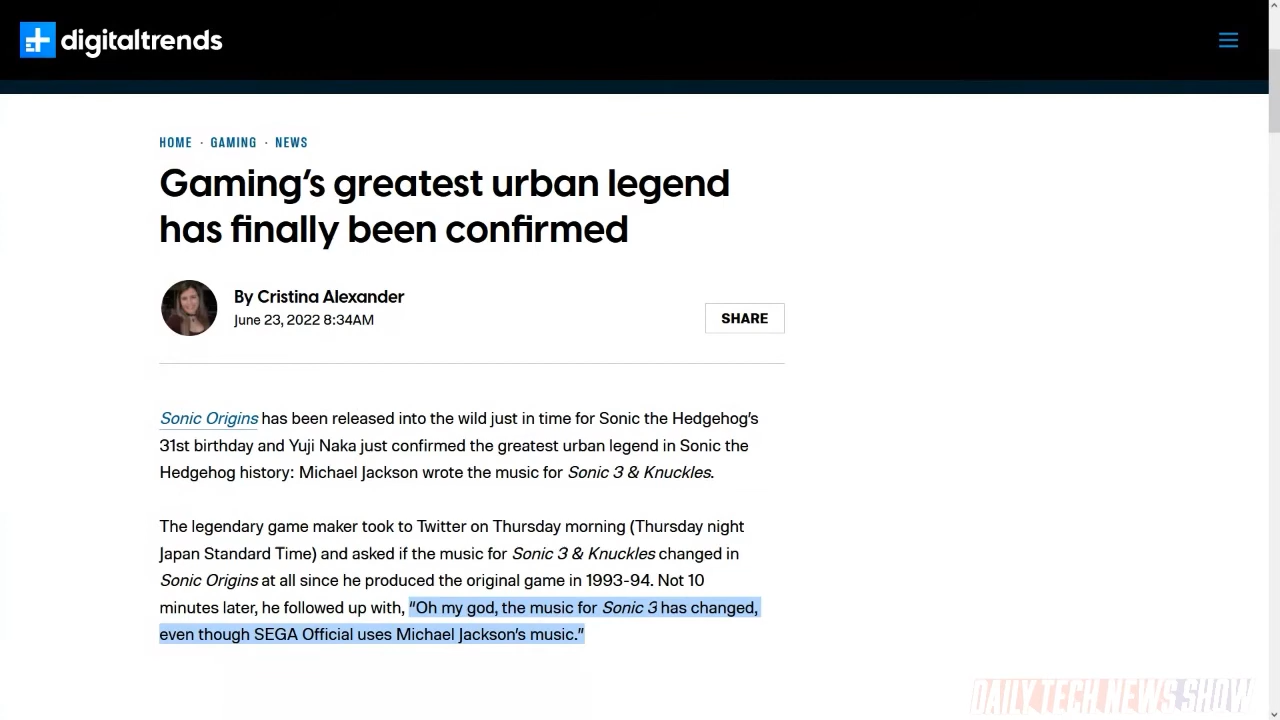 digitaltrends
HOME · GAMING · NEWS
Gaming’s greatest urban legend
has finally been confirmed
By Cristina Alexander
June 23, 2022 8:34AM
SHARE
Sonic Origins has been released into the wild just in time for Sonic the Hedgehog’s
31st birthday and Yuji Naka just confirmed the greatest urban legend in Sonic the
Hedgehog history: Michael Jackson wrote the music for Sonic 3 & Knuckles.
The legendary game maker took to Twitter on Thursday morning (Thursday night
Japan Standard Time) and asked if the music for Sonic 3 & Knuckles changed in
Sonic Origins at all since he produced the original game in 1993-94. Not 10
minutes later, he followed up with, “Oh my god, the music for Sonic 3 has changed,
even though SEGA Official uses Michael Jackson’s music.”
DAILY TECH NEWS SHOW